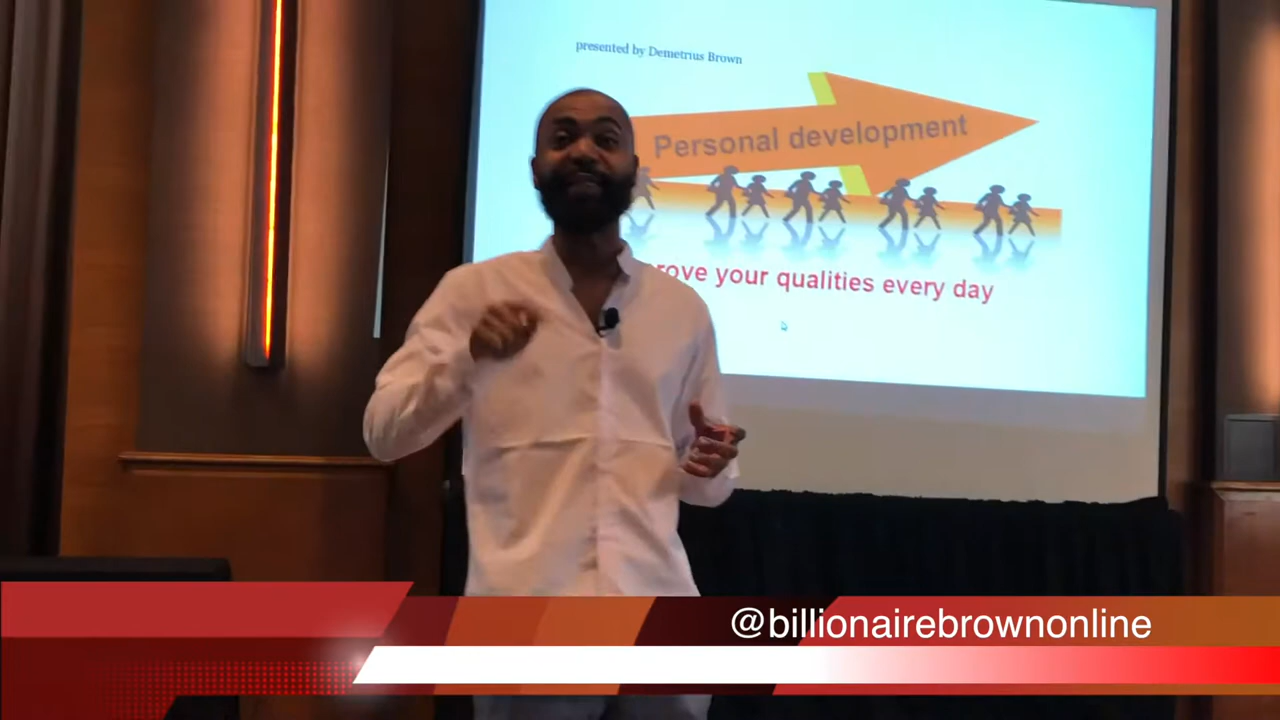 presented by Demetrius Brown
Personal development
rove your qualities every day
@billionairebrownonline